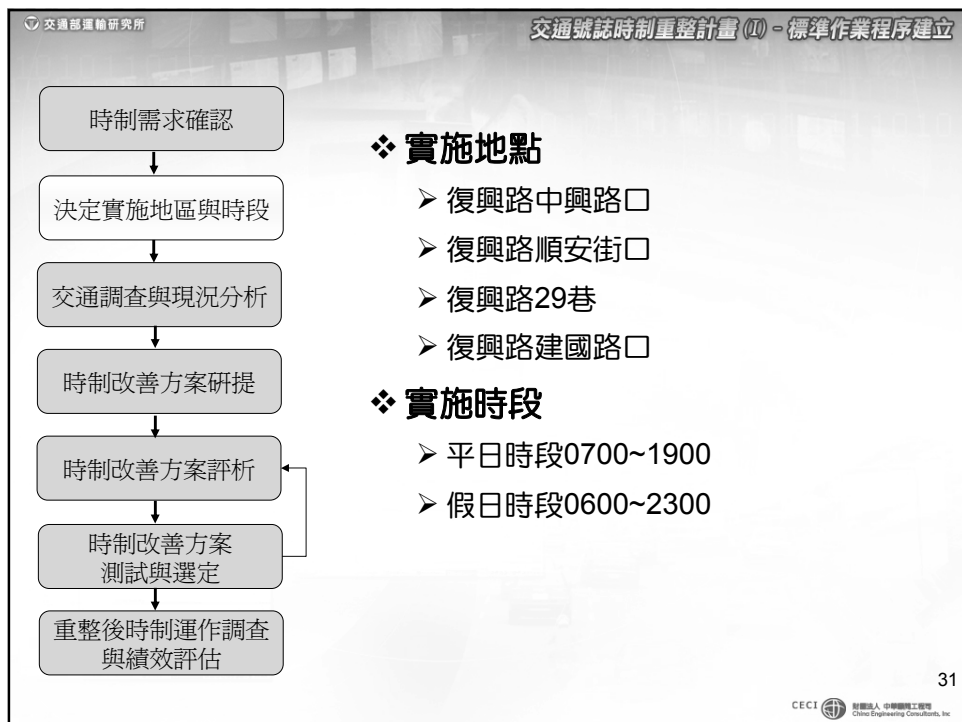 交通部運輸研究所
交通號誌時制重整計畫 (I) - 標準作業程序建立
時制需求確認
決定實施地區與時段
交通調查與現況分析
時制改善方案研提
時制改善方案評析
時制改善方案
測試與選定
重整後時制運作調查
與績效評估
❖ 實施地點
➢ 復興路中興路口
➢ 復興路順安街口
➢ 復興路29巷
➢ 復興路建國路口
❖ 實施時段
➢ 平日時段0700~1900
➢ 假日時段0600~2300
31
CECI 財團法人 中華顧問工程司
China Engineering Consultants, Inc